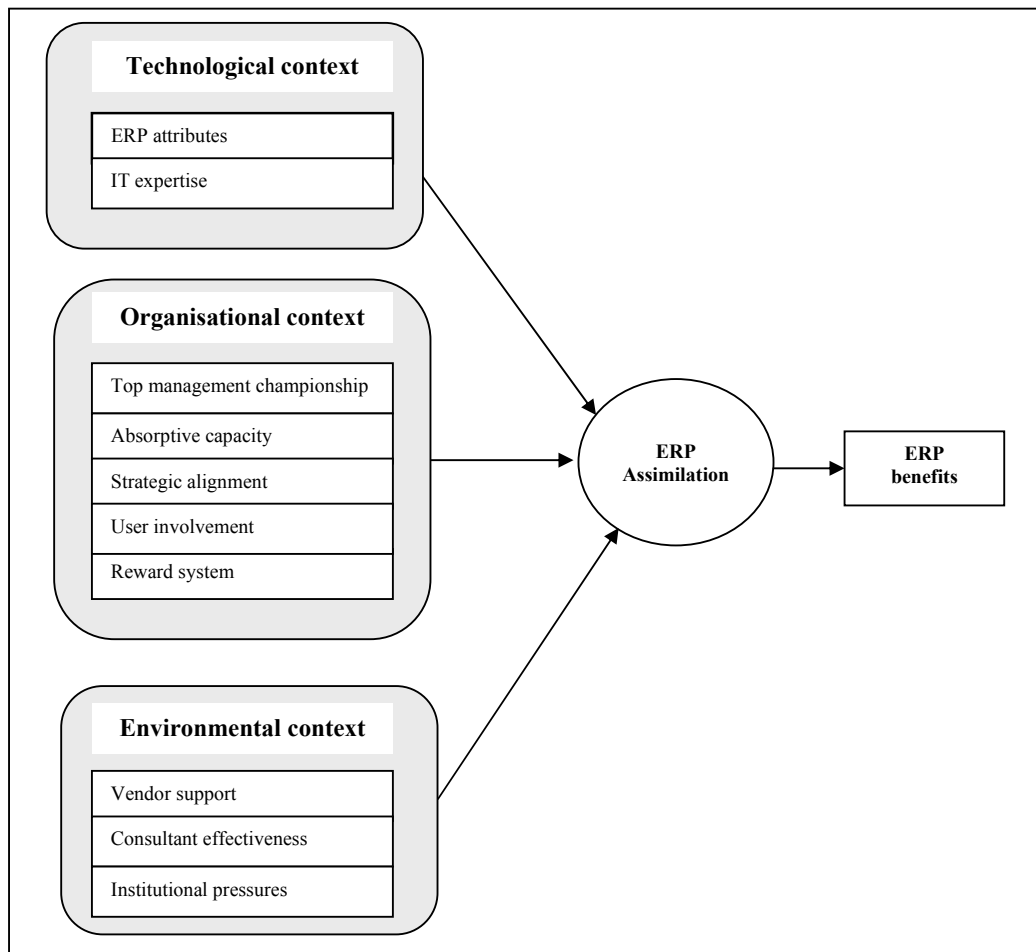 Technological context
ERP attributes
IT expertise
Organisational context
Top management championship
Absorptive capacity
Strategic alignment
User involvement
Reward system
ERP
Assimilation
ERP
benefits
Environmental context
Vendor support
Consultant effectiveness
Institutional pressures